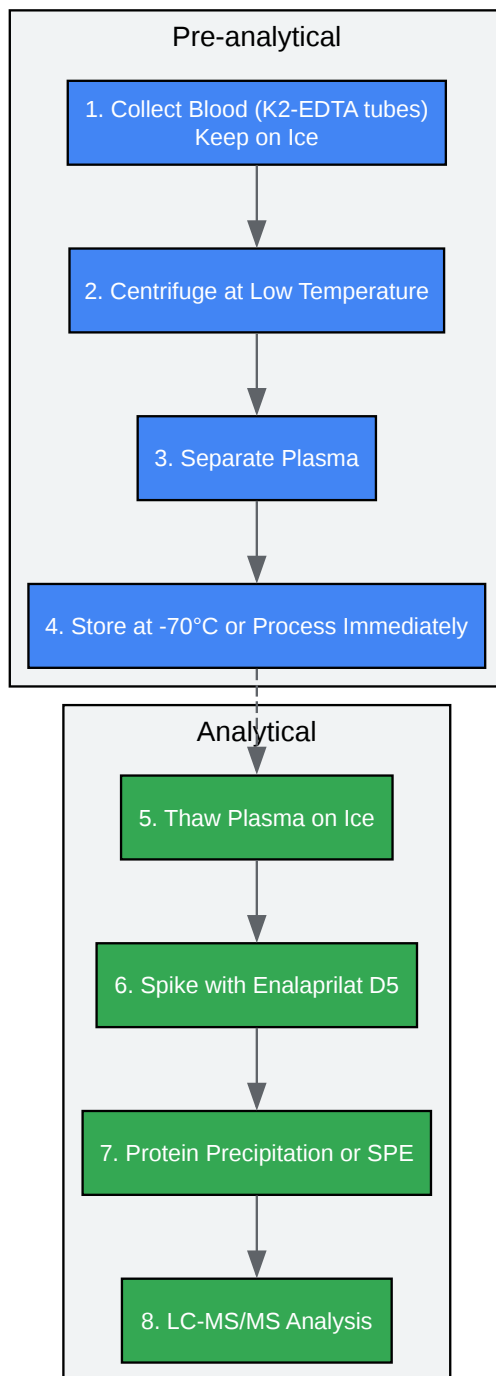 Pre-analytical
1. Collect Blood (K2-EDTA tubes)
Keep on Ice
2. Centrifuge at Low Temperature
3. Separate Plasma
4. Store at -70°C or Process Immediately
Analytical
5. Thaw Plasma on Ice
6. Spike with Enalaprilat D5
7. Protein Precipitation or SPE
8. LC-MS/MS Analysis